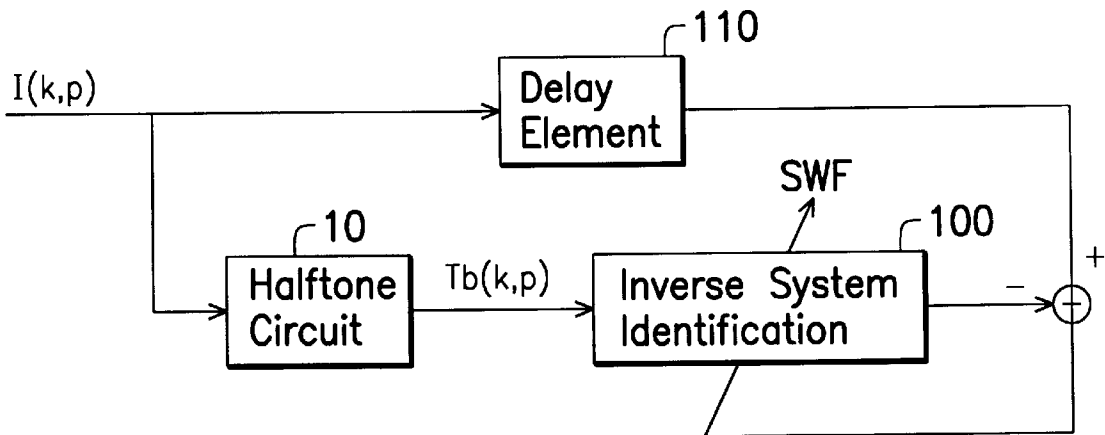 110
I(k,p)
Delay
Element
SWF
100
10
+
Halftone
Circuit
Tb(k,p)
Inverse System
Identification
−
+